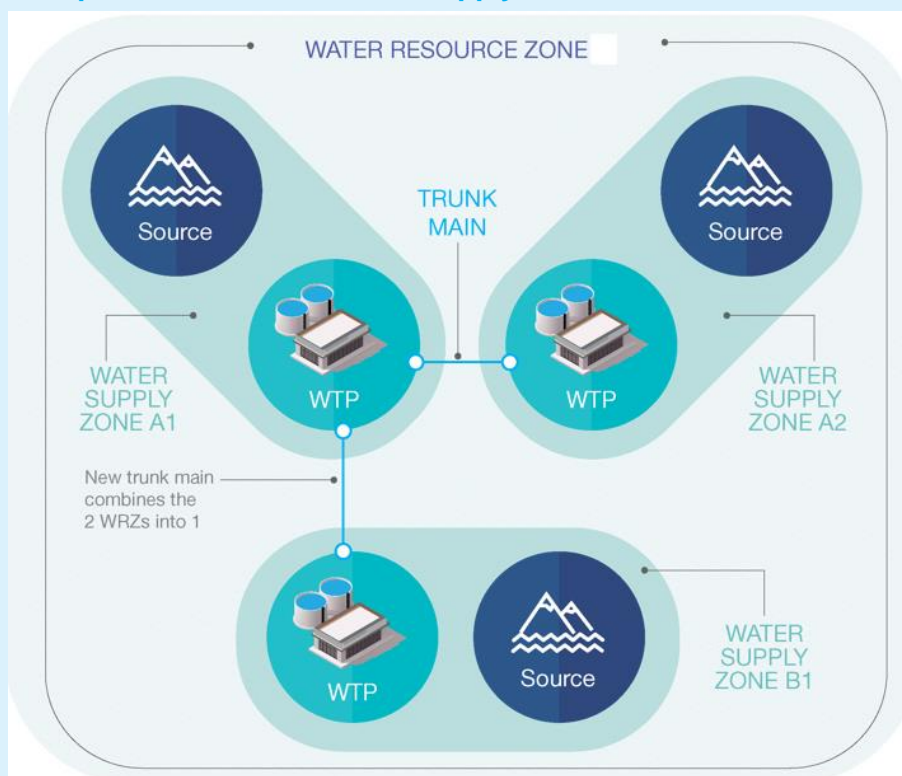 WATER RESOURCE ZONE
Source
Source
TRUNK
MAIN
WTP
WTP
WATER
SUPPLY
ZONE A1
WATER
SUPPLY
ZONE A2
New trunk main
combines the
2 WRZs into 1
WTP
Source
WATER
SUPPLY
ZONE B1